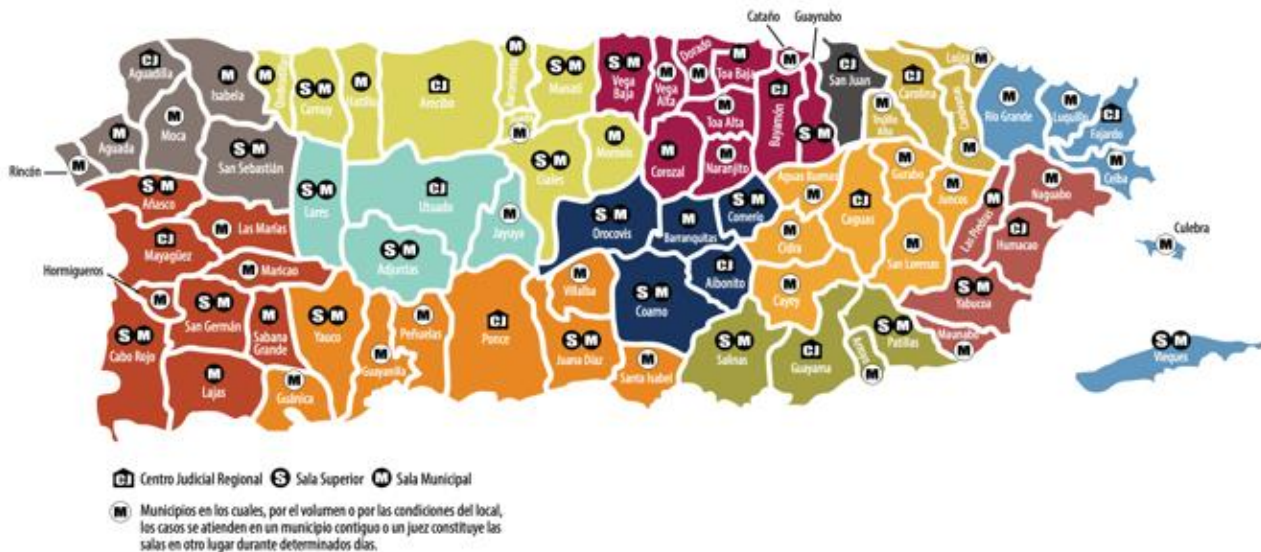 Cataño
Guaynabo
Aguadilla
Isabela
Quebradillas
Camuy
Hatillo
Arecibo
Barceloneta
Manatí
Vega Baja
Vega Alta
Dorado
Toa Baja
Toa Alta
Bayamón
San Juan
Carolina
Trujillo Alto
Loíza
Canóvanas
Río Grande
Luquillo
Fajardo
Ceiba
Moca
Aguada
Rincón
San Sebastián
Lares
Utuado
Ciales
Morovis
Corozal
Naranjito
Aguas Buenas
Caguas
Gurabo
Juncos
Las Piedras
Naguabo
Humacao
Culebra
Añasco
Las Marías
Mayagüez
Maricao
Hormigueros
Adjuntas
Jayuya
Orocovis
Barranquitas
Comerío
Cidra
San Lorenzo
Aibonito
Cayey
Villalba
Coamo
Yabucoa
Maunabo
Vieques
Cabo Rojo
San Germán
Sabana Grande
Yauco
Guayanilla
Peñuelas
Ponce
Juana Díaz
Santa Isabel
Salinas
Guayama
Arroyo
Patillas
Lajas
Guánica
CJ Centro Judicial Regional S Sala Superior M Sala Municipal
M Municipios en los cuales, por el volumen o por las condiciones del local,
los casos se atienden en un municipio contiguo o un juez constituye las
salas en otro lugar durante determinados días.